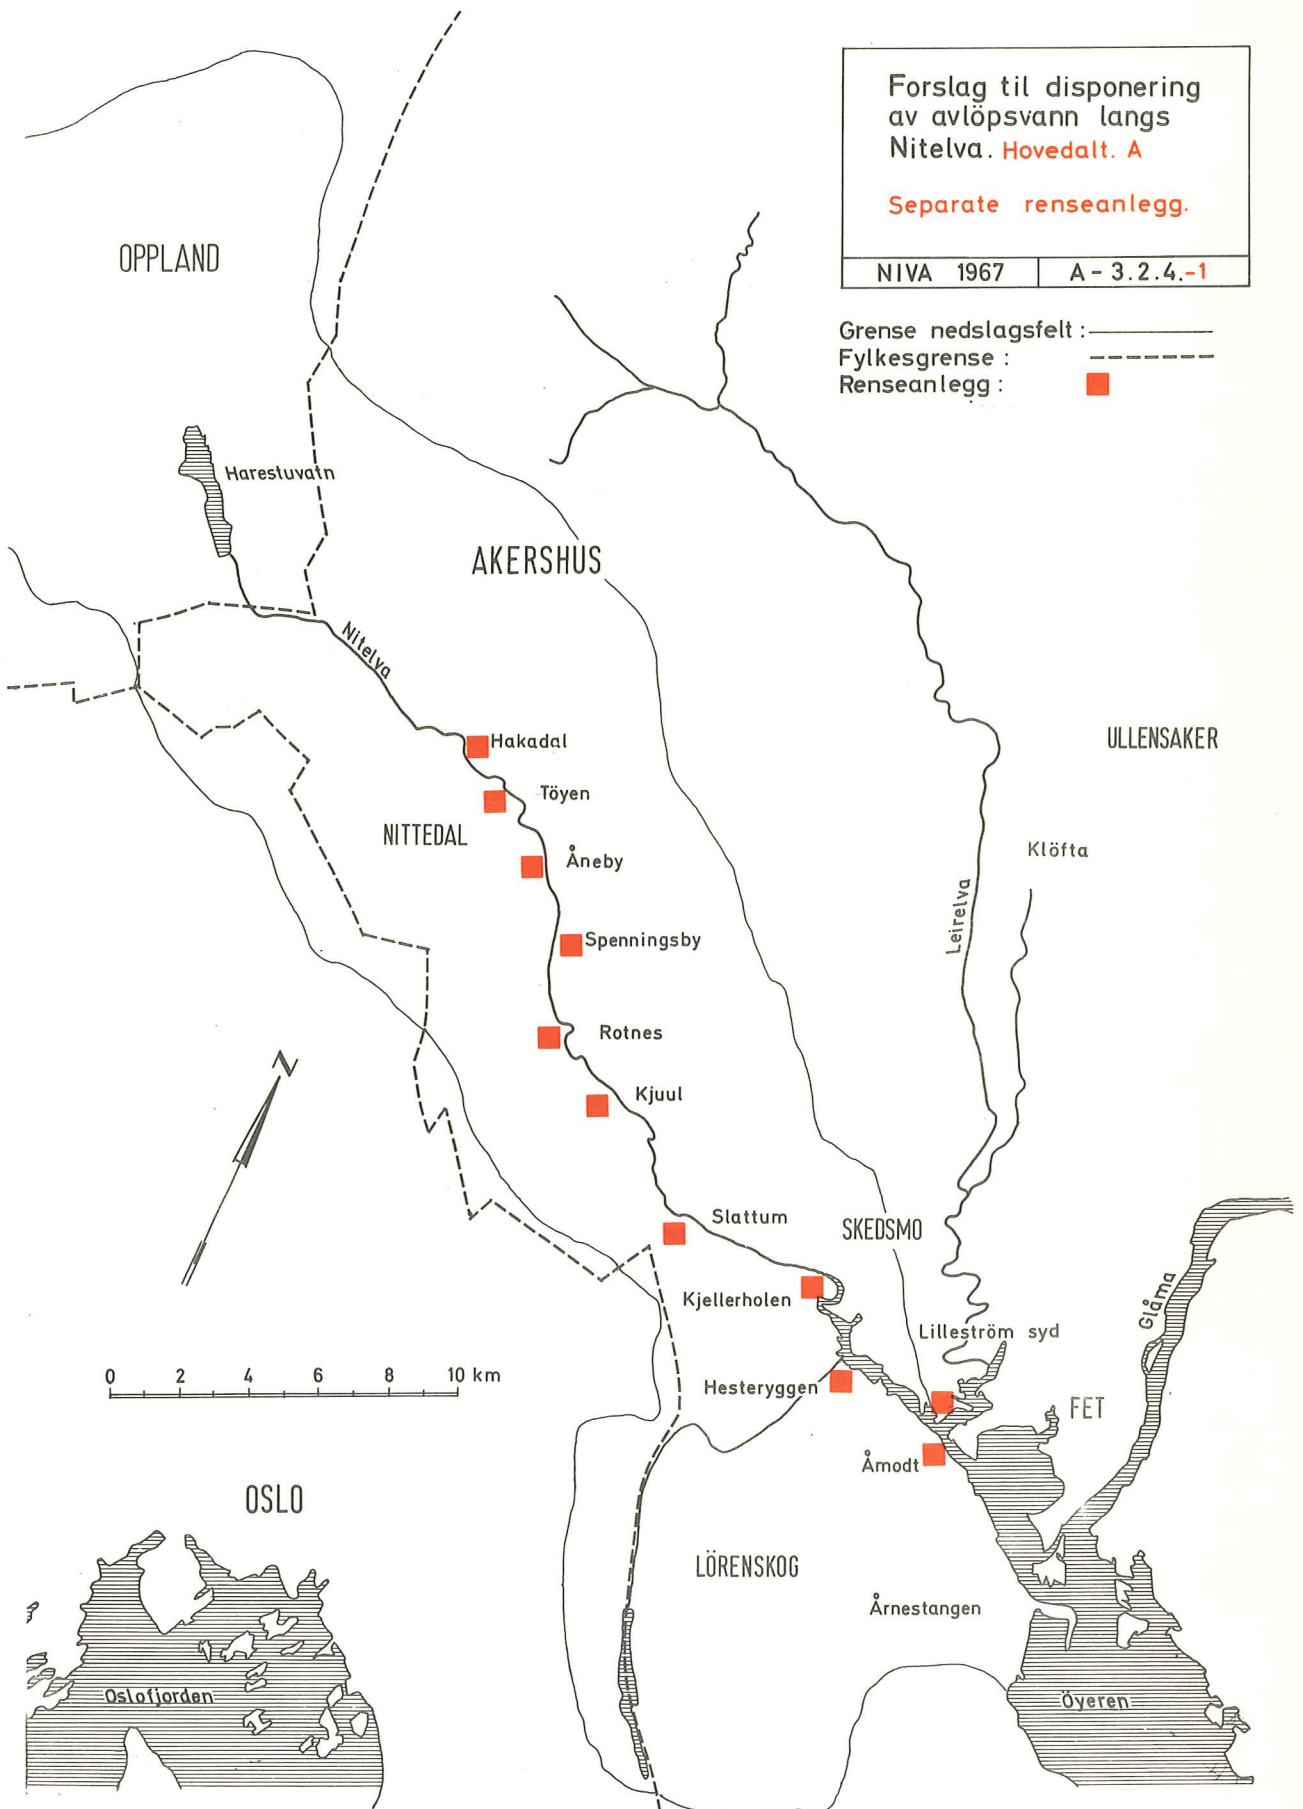 Forslag til disponering
av avlöpsvann langs
Nitelva. Hovedalt. A
Separate renseanlegg.
NIVA 1967
A - 3.2.4.-1
Grense nedslagsfelt :
Fylkesgrense :
Renseanlegg :
OPPLAND
Harestuvatn
AKERSHUS
Nitelva
Hakadal
ULLENSAKER
Töyen
NITTEDAL
Klöfta
Åneby
Leirelva
Spenningsby
Rotnes
N
Kjuul
Slattum
SKEDSMO
Kjellerholen
Glåma
Lilleström syd
0 2 4 6 8 10 km
Hesteryggen
FET
Åmodt
OSLO
LÖRENSKOG
Årnestangen
Oslofjorden
Öyeren